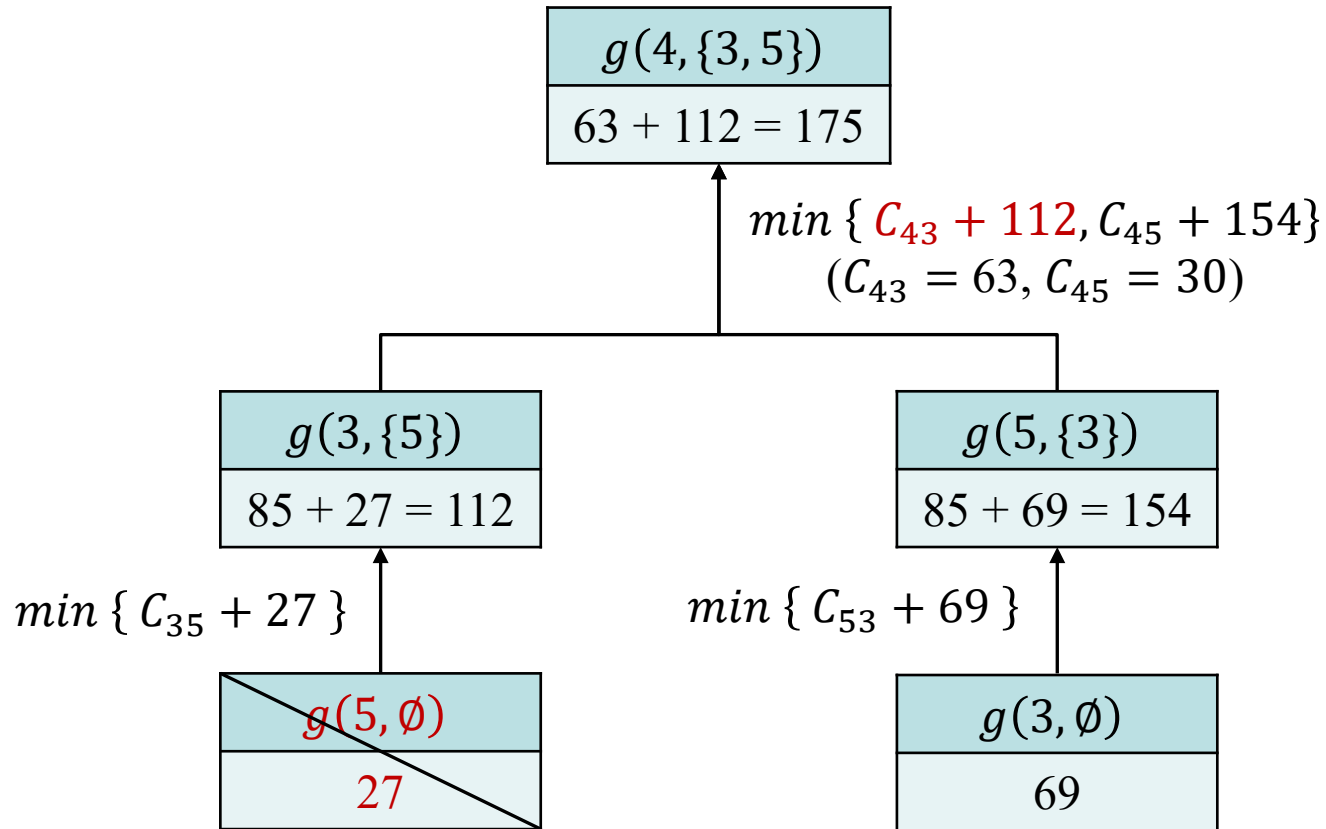 g(4, {3, 5})
63 + 112 = 175
min { C₄₃ + 112, C₄₅ + 154}
(C₄₃ = 63, C₄₅ = 30)
g(3, {5})
85 + 27 = 112
g(5, {3})
85 + 69 = 154
min { C₃₅ + 27 }
min { C₅₃ + 69 }
g(5, ∅)
27
g(3, ∅)
69